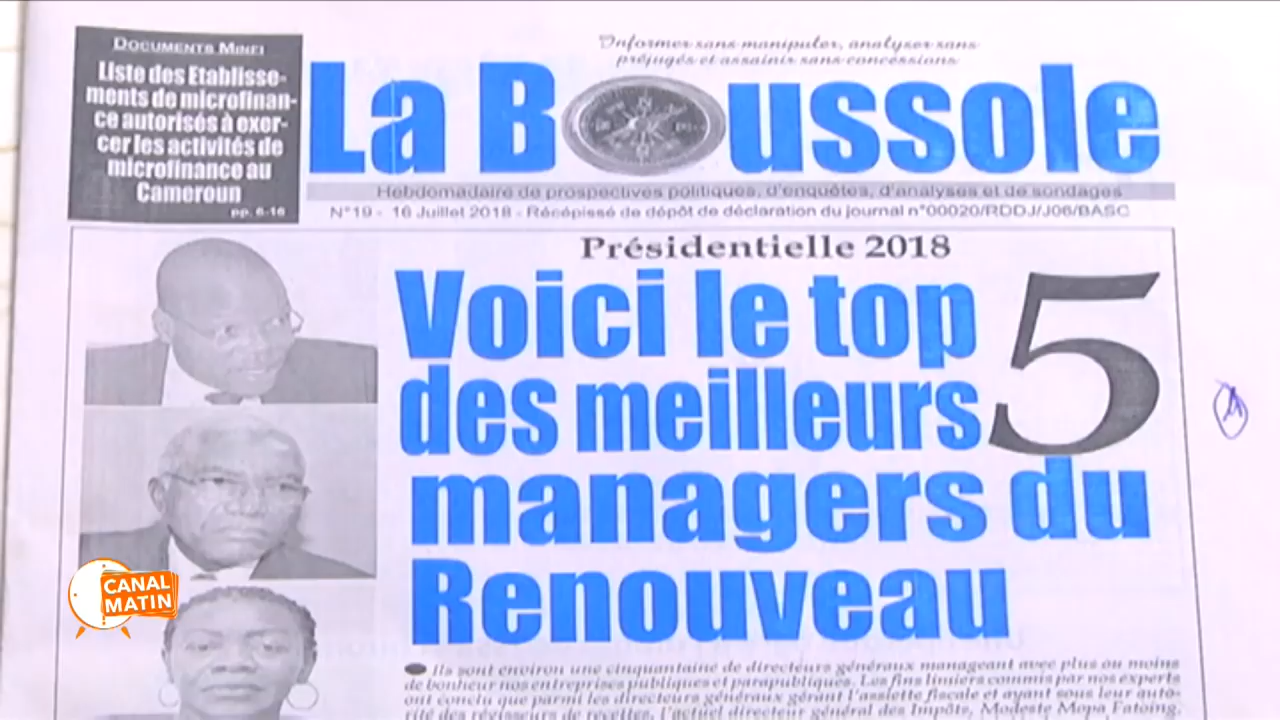 DOCUMENTS MINFI
Liste des Etablisse-
ments de microfinan-
ce autorisés à exer-
cer les activités de
microfinance au
Cameroun
pp. 6-16
Informer sans manipuler, analyser sans
préjugés et assainir sans concessions
La Boussole
Hebdomadaire de prospectives politiques, d'enquêtes, d'analyses et de sondages
N°19 - 16 Juillet 2018 - Récépissé de dépôt de déclaration du journal n°00020/RDDJ/J06/BASC
Présidentielle 2018
Voici le top 5
des meilleurs
managers du
Renouveau
Ils sont environ une cinquantaine de directeurs généraux manageant avec plus ou moins
de bonheur nos entreprises publiques et parapubliques. Les fins limiers commis par nos experts
ont conclu que parmi les directeurs généraux gérant l'assiette fiscale et ayant sous leur auto-
rité des régisseurs de recettes, l'actuel directeur général des Impôts, Modeste Mopa Fatoing,
CANAL
MATIN